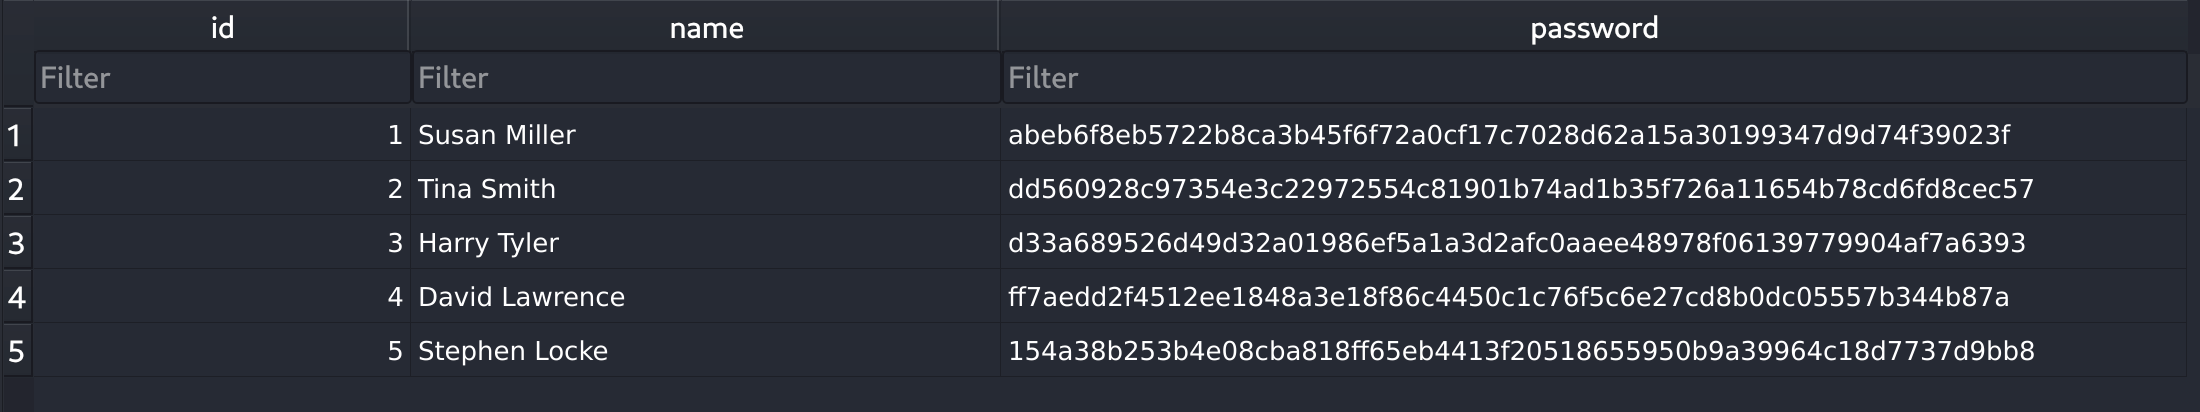 id name password
Filter Filter Filter
1 1 Susan Miller abeb6f8eb5722b8ca3b45f6f72a0cf17c7028d62a15a30199347d9d74f39023f
2 2 Tina Smith dd560928c97354e3c22972554c81901b74ad1b35f726a11654b78cd6fd8cec57
3 3 Harry Tyler d33a689526d49d32a01986ef5a1a3d2afc0aaee48978f06139779904af7a6393
4 4 David Lawrence ff7aedd2f4512ee1848a3e18f86c4450c1c76f5c6e27cd8b0dc05557b344b87a
5 5 Stephen Locke 154a38b253b4e08cba818ff65eb4413f20518655950b9a39964c18d7737d9bb8